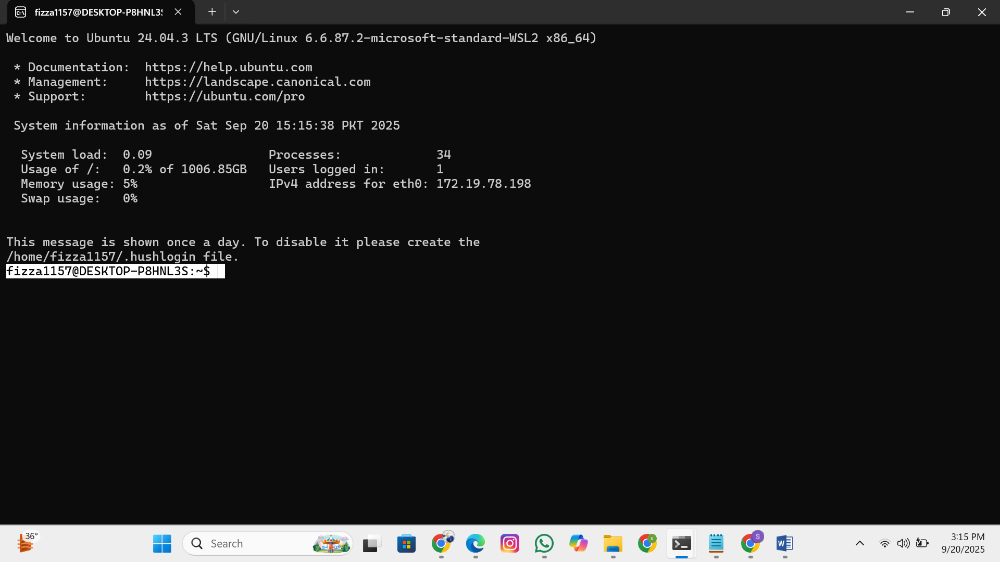 fizza1157@DESKTOP-P8HNL3S
Welcome to Ubuntu 24.04.3 LTS (GNU/Linux 6.6.87.2-microsoft-standard-WSL2 x86_64)
* Documentation:  https://help.ubuntu.com
* Management:     https://landscape.canonical.com
* Support:        https://ubuntu.com/pro
System information as of Sat Sep 20 15:15:38 PKT 2025
System load:  0.09                Processes:             34
Usage of /:   0.2% of 1006.85GB   Users logged in:       1
Memory usage: 5%                  IPv4 address for eth0: 172.19.78.198
Swap usage:   0%
This message is shown once a day. To disable it please create the
/home/fizza1157/.hushlogin file.
fizza1157@DESKTOP-P8HNL3S:~$
36°
Search
3:15 PM
9/20/2025